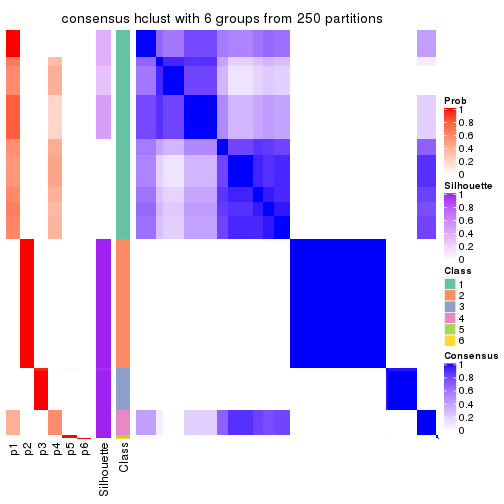 consensus hclust with 6 groups from 250 partitions
Prob
1
0.8
0.6
0.4
0.2
0
Silhouette
1
0.8
0.6
0.4
0.2
0
Class
1
2
3
4
5
6
Consensus
1
0.8
0.6
0.4
0.2
0
p1
p2
p3
p4
p5
p6
Silhouette
Class